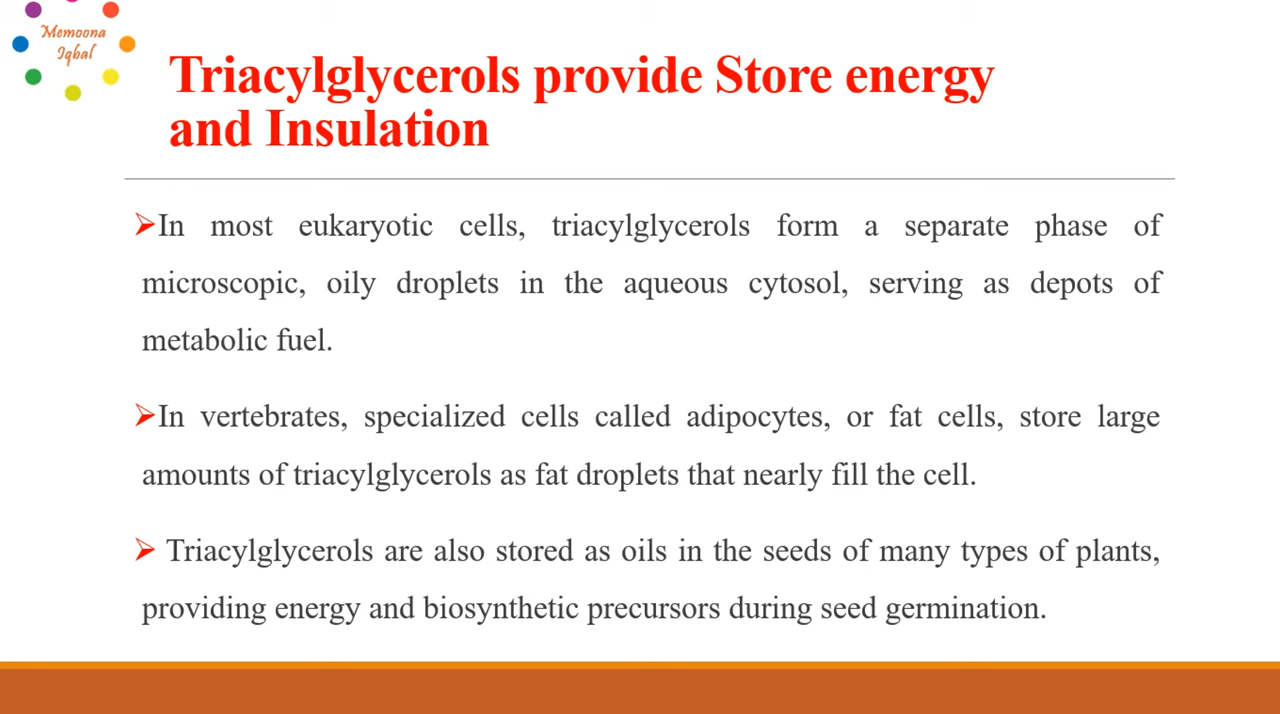 Memoona
Iqbal
Triacylglycerols provide Store energy
and Insulation
In most eukaryotic cells, triacylglycerols form a separate phase of
microscopic, oily droplets in the aqueous cytosol, serving as depots of
metabolic fuel.
In vertebrates, specialized cells called adipocytes, or fat cells, store large
amounts of triacylglycerols as fat droplets that nearly fill the cell.
Triacylglycerols are also stored as oils in the seeds of many types of plants,
providing energy and biosynthetic precursors during seed germination.